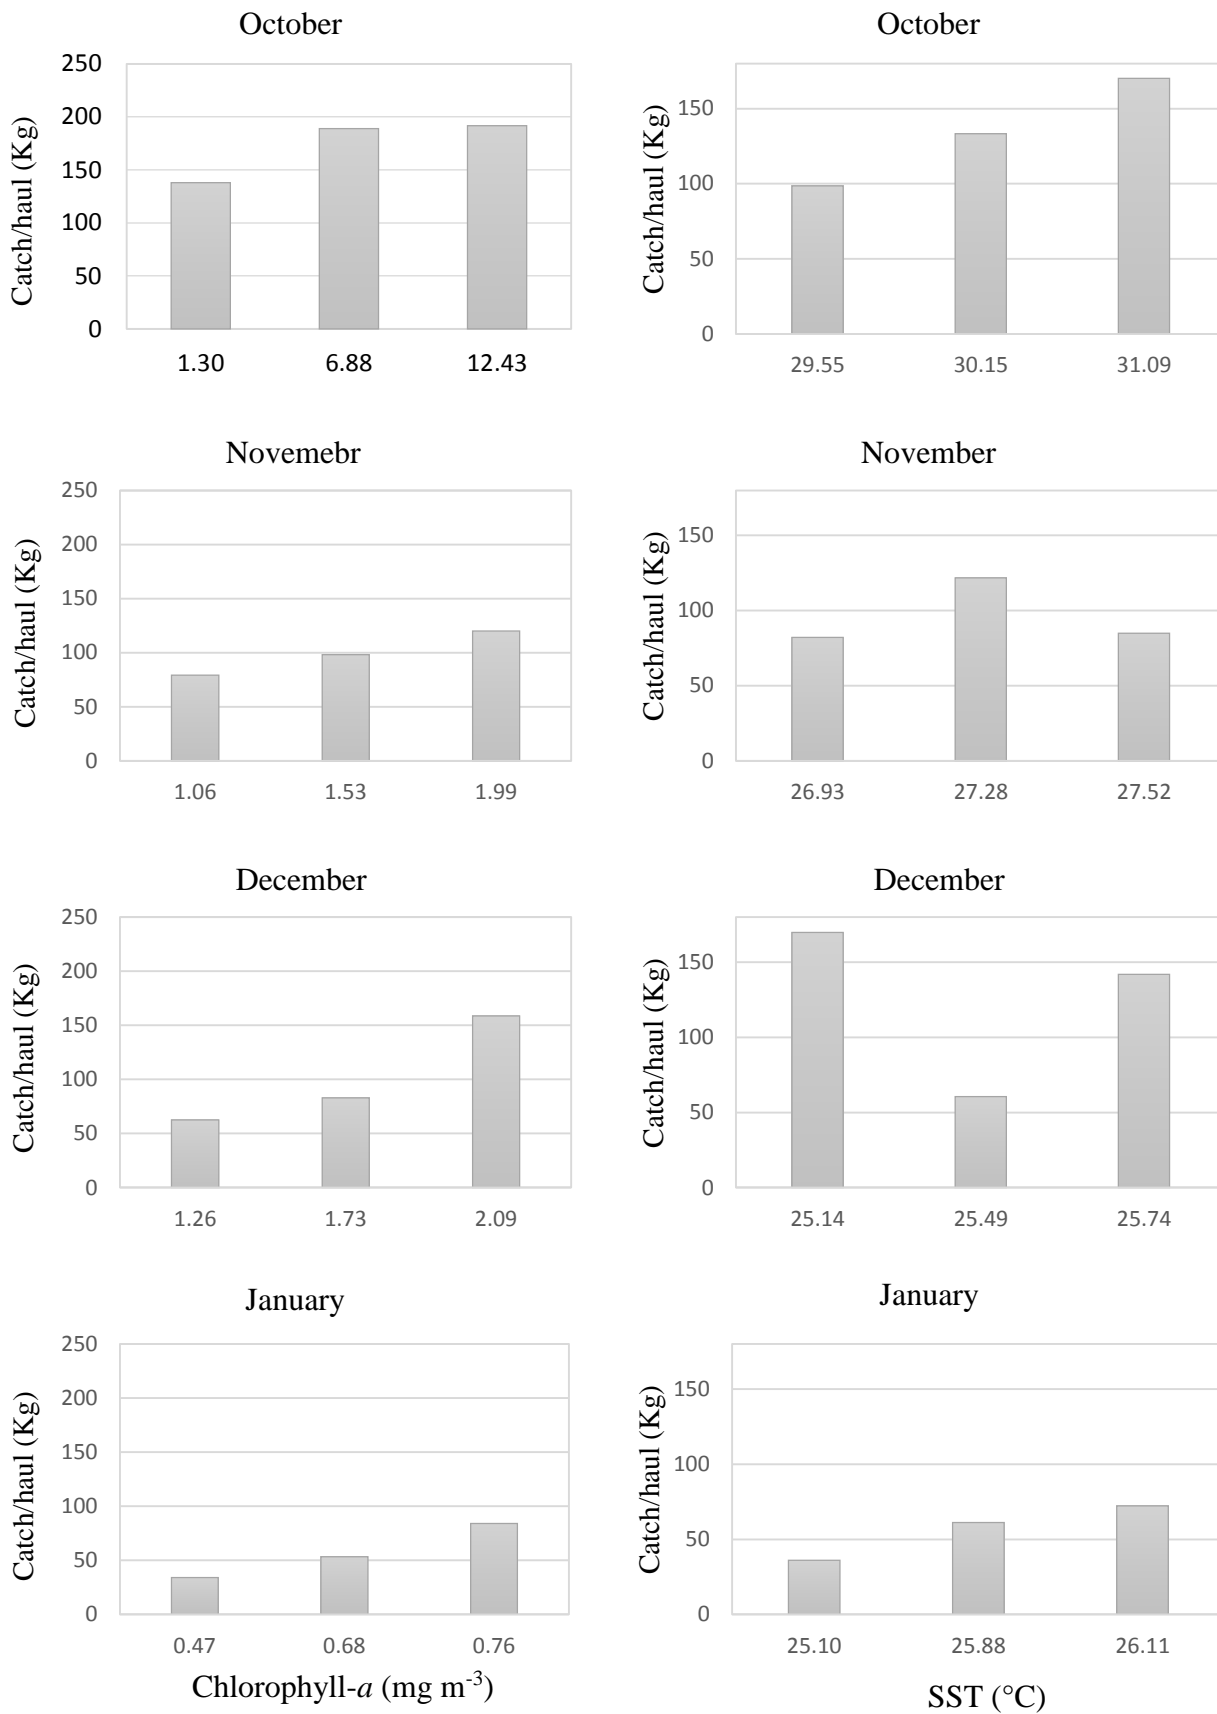 October
Catch/haul (Kg)
250
200
150
100
50
0
1.30 6.88 12.43
October
Catch/haul (Kg)
150
100
50
0
29.55 30.15 31.09
Novemebr
Catch/haul (Kg)
250
200
150
100
50
0
1.06 1.53 1.99
November
Catch/haul (Kg)
150
100
50
0
26.93 27.28 27.52
December
Catch/haul (Kg)
250
200
150
100
50
0
1.26 1.73 2.09
December
Catch/haul (Kg)
150
100
50
0
25.14 25.49 25.74
January
Catch/haul (Kg)
250
200
150
100
50
0
0.47 0.68 0.76
Chlorophyll-a (mg m-3)
January
Catch/haul (Kg)
150
100
50
0
25.10 25.88 26.11
SST (°C)